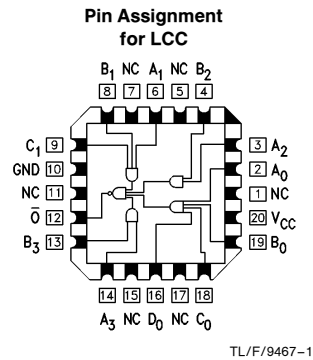 Pin Assignment
for LCC
B1 NC A1 NC B2
8 7 6 5 4
C1 9
GND 10
NC 11
O̅ 12
B3 13
3 A2
2 A0
1 NC
20 VCC
19 B0
14 15 16 17 18
A3 NC D0 NC C0
TL/F/9467–1